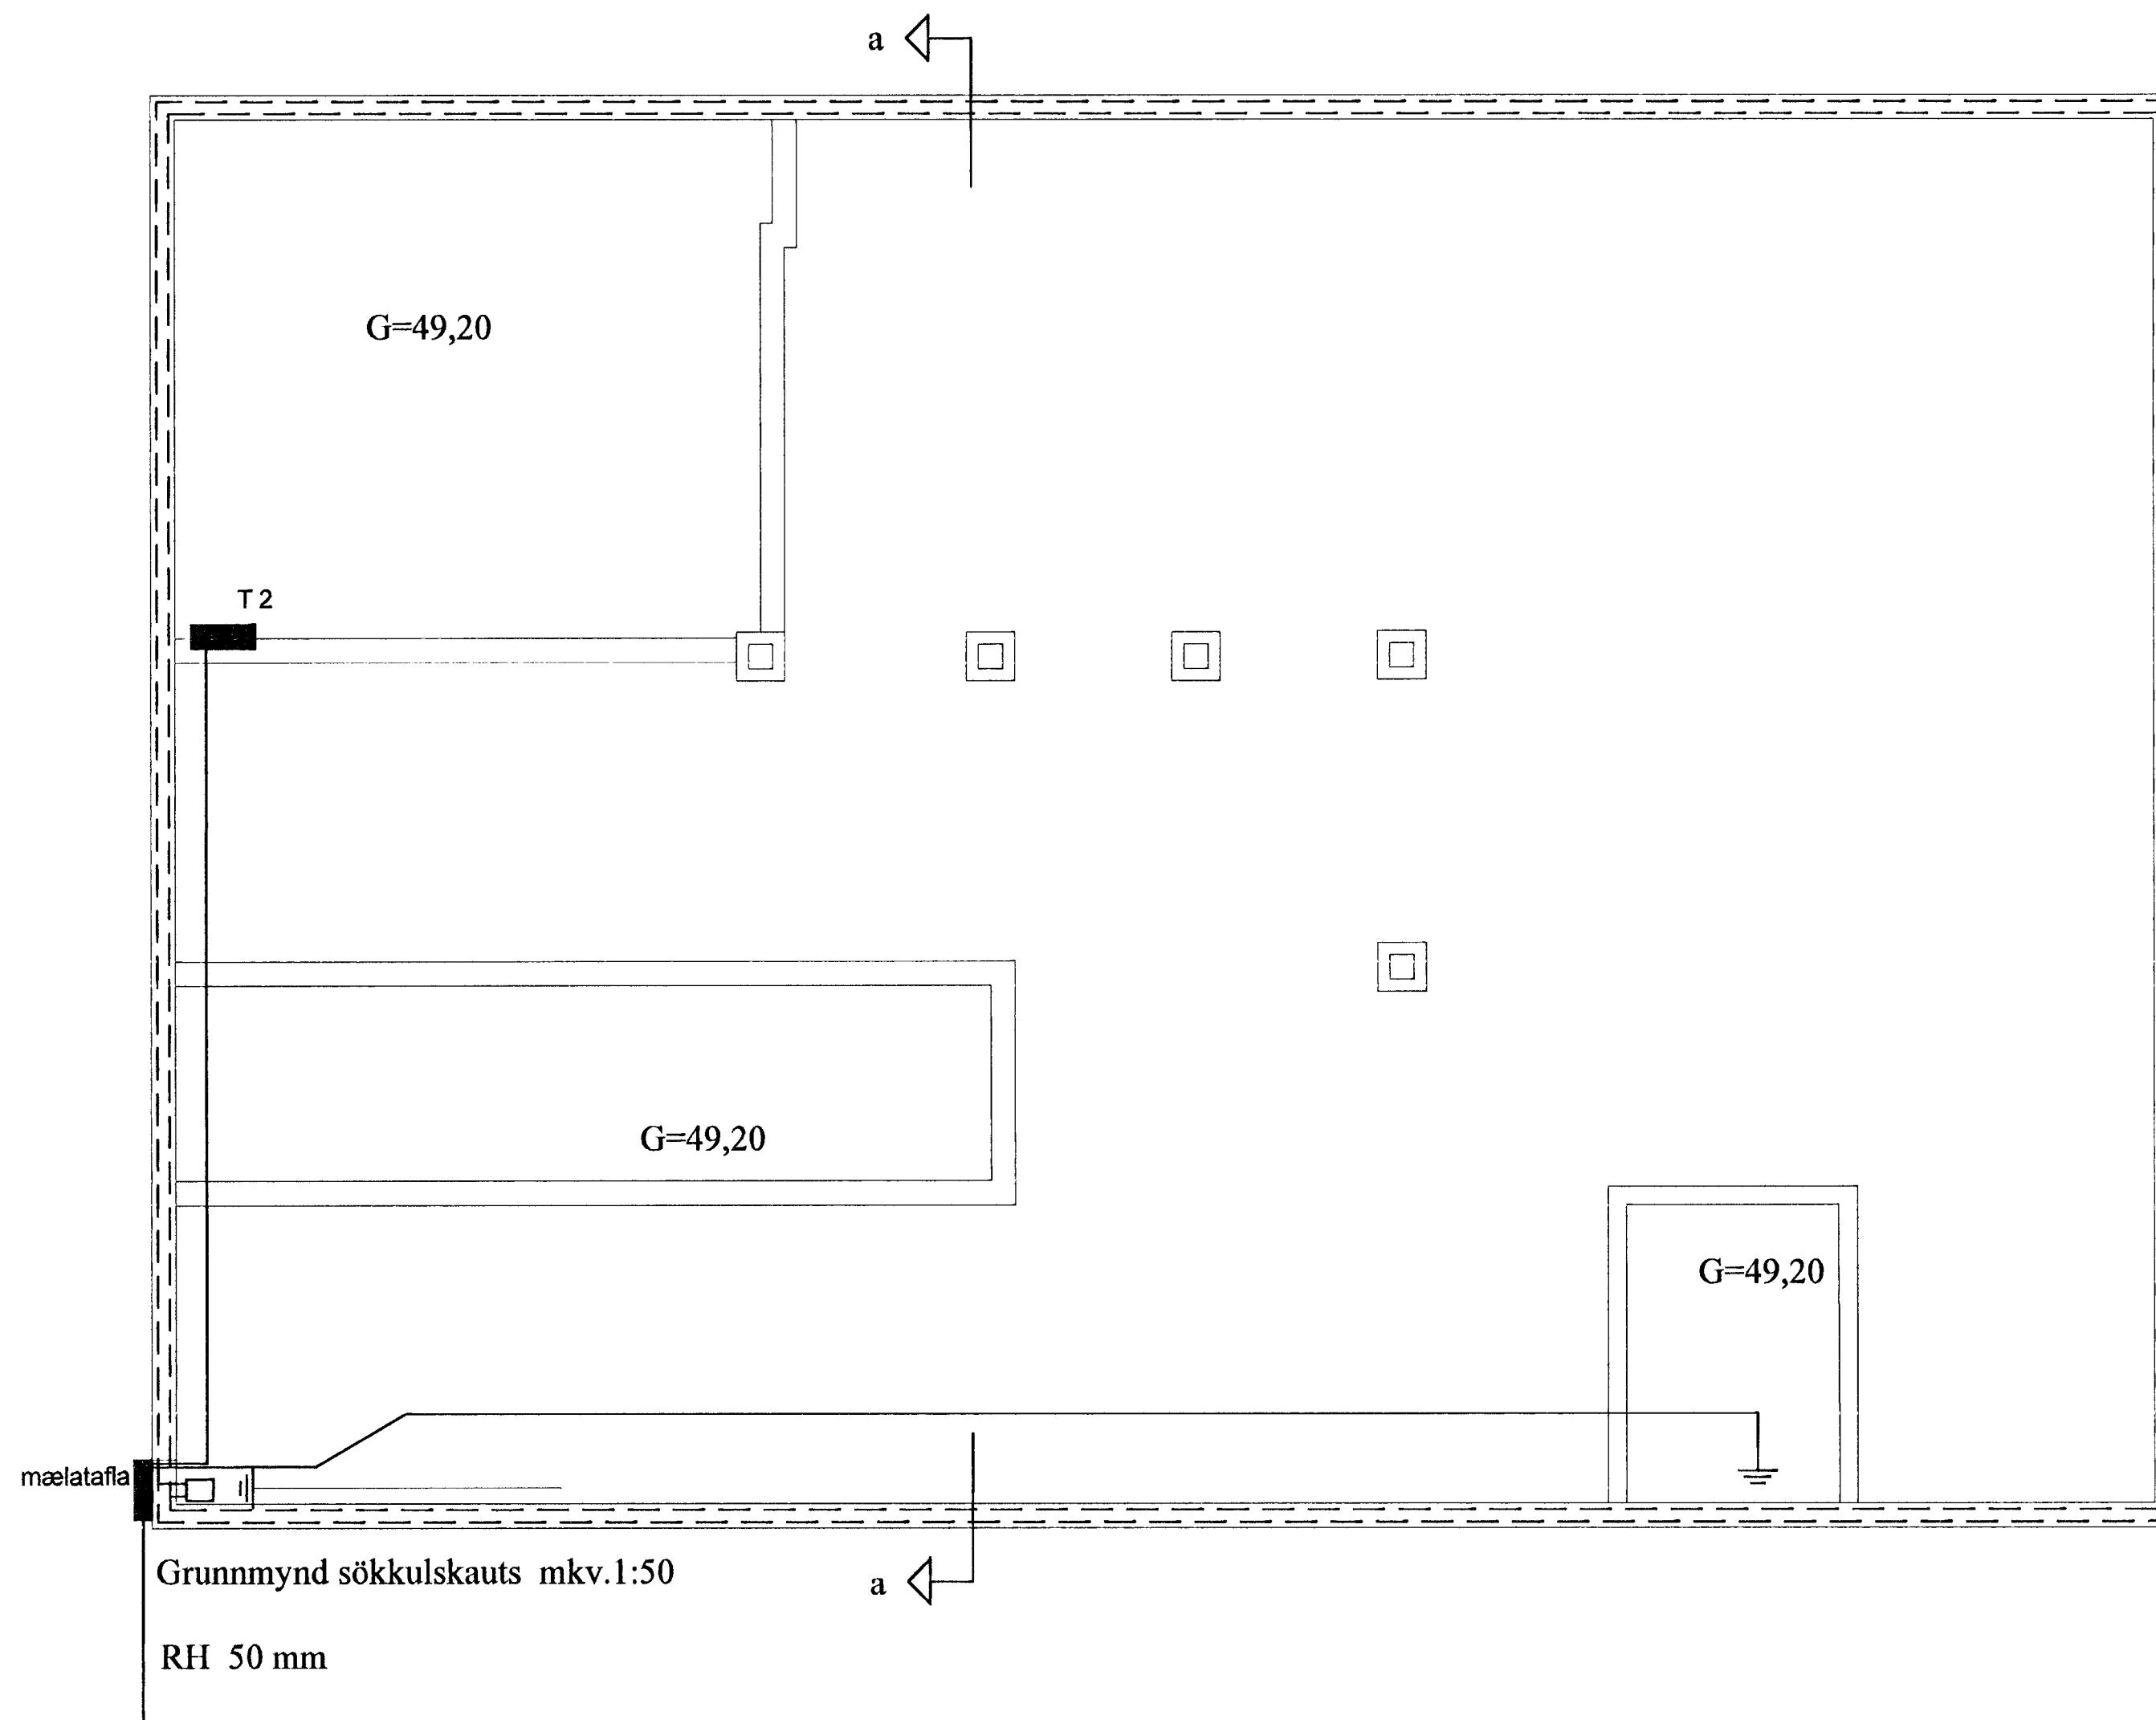 a
G=49,20
T 2
G=49,20
G=49,20
mælatafla
Grunnmynd sökkulskauts mkv.1:50
a
RH 50 mm